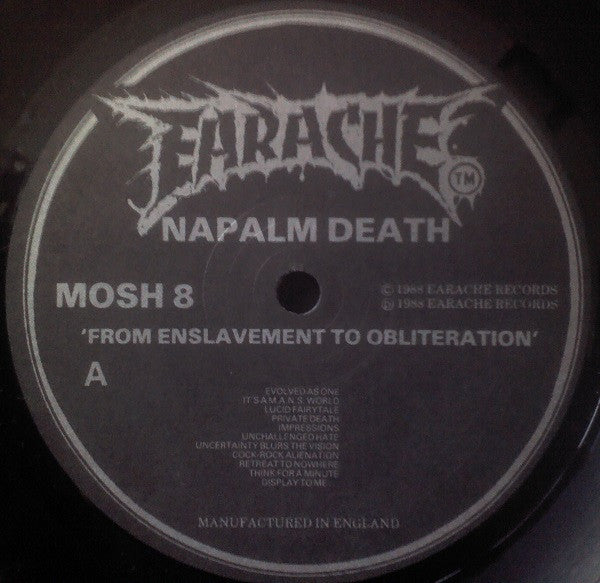 EARACHE
TM
NAPALM DEATH
MOSH 8
© 1988 EARACHE RECORDS
℗ 1988 EARACHE RECORDS
'FROM ENSLAVEMENT TO OBLITERATION'
A
EVOLVED AS ONE
IT'S A M.A.N.S. WORLD
LUCID FAIRYTALE
PRIVATE DEATH
IMPRESSIONS
UNCHALLENGED HATE
UNCERTAINTY BLURS THE VISION
COCK-ROCK ALIENATION
RETREAT TO NOWHERE
THINK FOR A MINUTE
DISPLAY TO ME...
MANUFACTURED IN ENGLAND